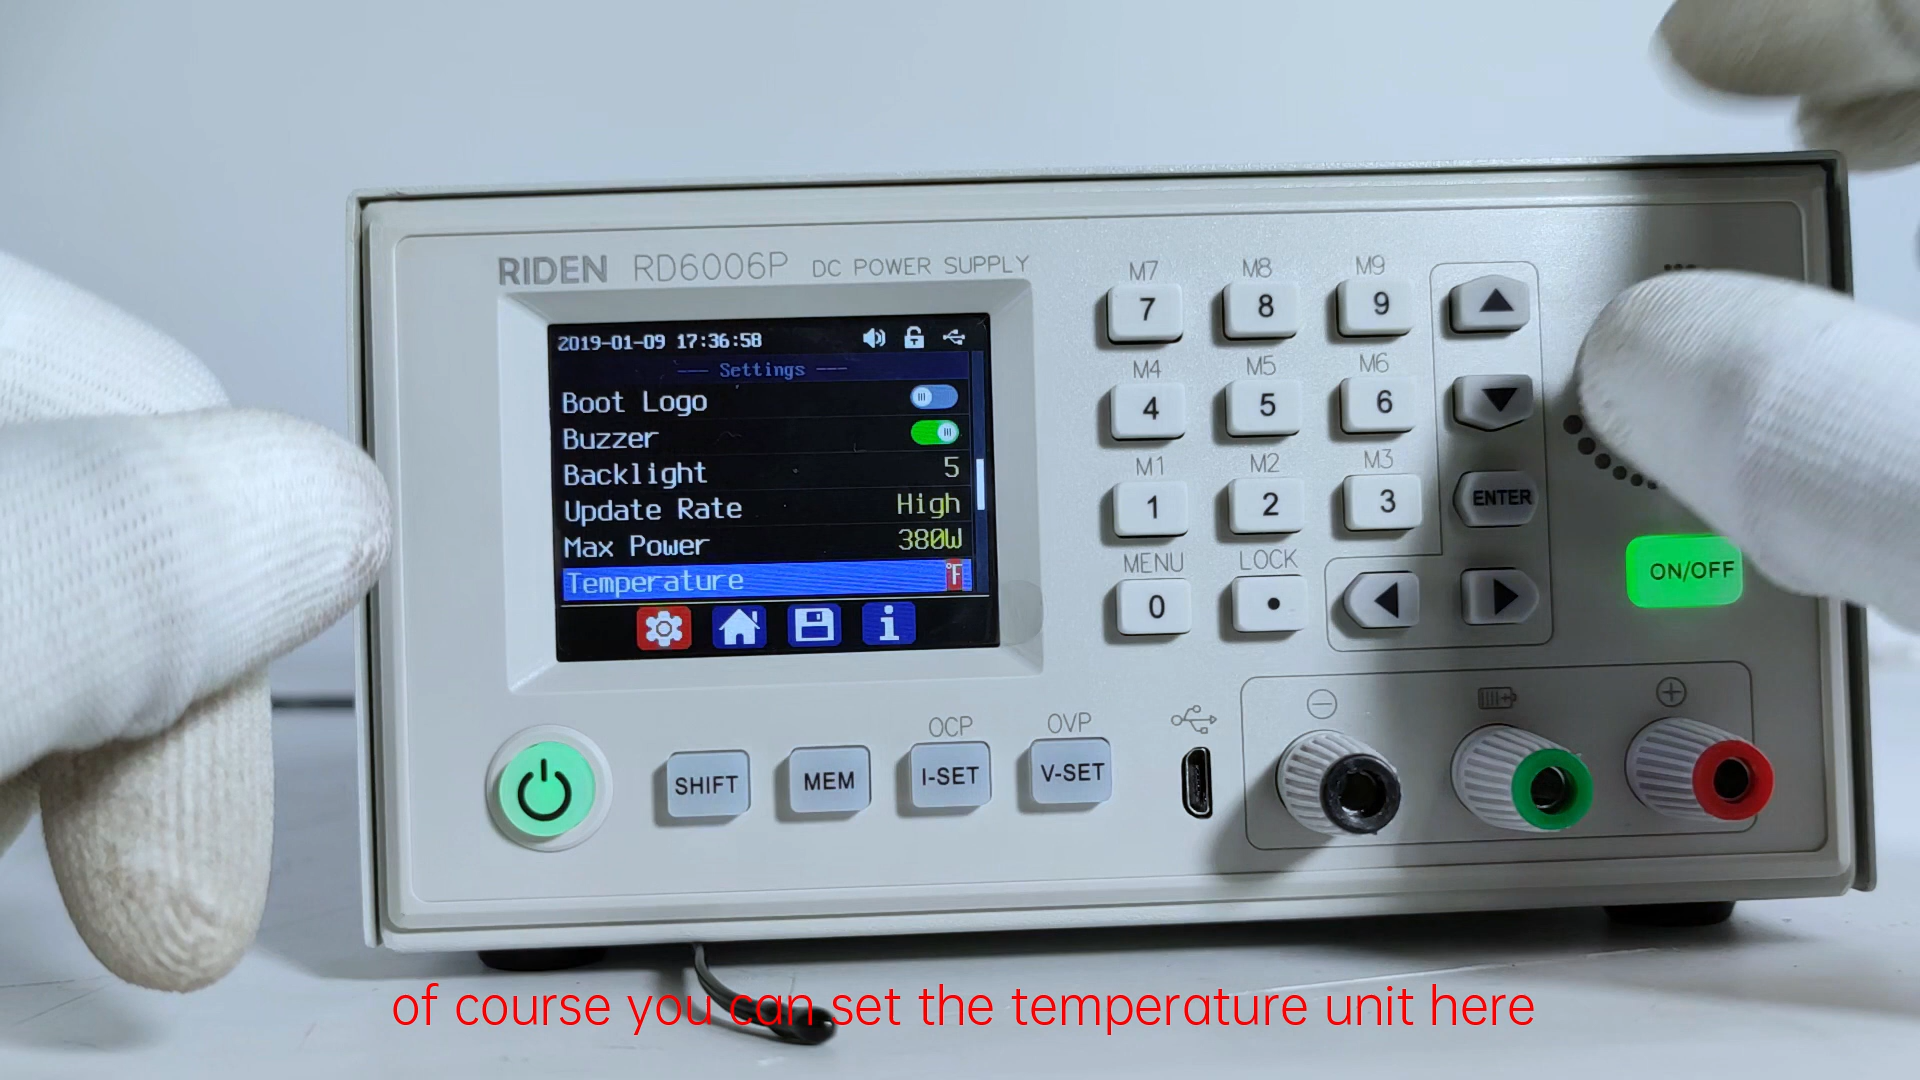 RIDEN RD6006P DC POWER SUPPLY
2019-01-09 17:36:58
Settings
Boot Logo
Buzzer
Backlight 5
Update Rate High
Max Power 380W
Temperature °F
M7 M8 M9
7 8 9
M4 M5 M6
4 5 6
M1 M2 M3
1 2 3
ENTER
MENU LOCK
0 •
ON/OFF
OCP OVP
SHIFT MEM I-SET V-SET
of course you can set the temperature unit here